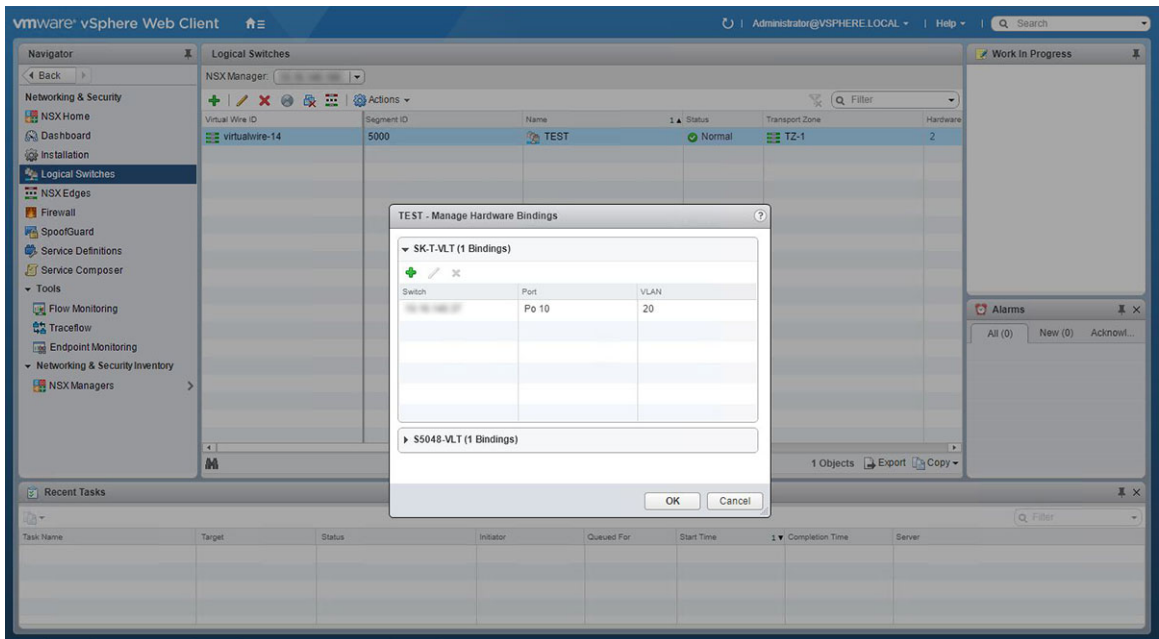 vmware® vSphere Web Client
Administrator@VSPHERE.LOCAL
Help
Search
Navigator
Back
Networking & Security
NSX Home
Dashboard
Installation
Logical Switches
NSX Edges
Firewall
SpoofGuard
Service Definitions
Service Composer
Tools
Flow Monitoring
Traceflow
Endpoint Monitoring
Networking & Security Inventory
NSX Managers
Logical Switches
NSX Manager:
Actions
Filter
Virtual Wire ID Segment ID Name 1 Status Transport Zone Hardware
virtualwire-14 5000 TEST Normal TZ-1 2
TEST - Manage Hardware Bindings ?
SK-T-VLT (1 Bindings)
Switch Port VLAN
Po 10 20
S5048-VLT (1 Bindings)
OK Cancel
1 Objects Export Copy
Work In Progress
Alarms
All (0) New (0) Acknowl...
Recent Tasks
Filter
Task Name Target Status Initiator Queued For Start Time 1 Completion Time Server